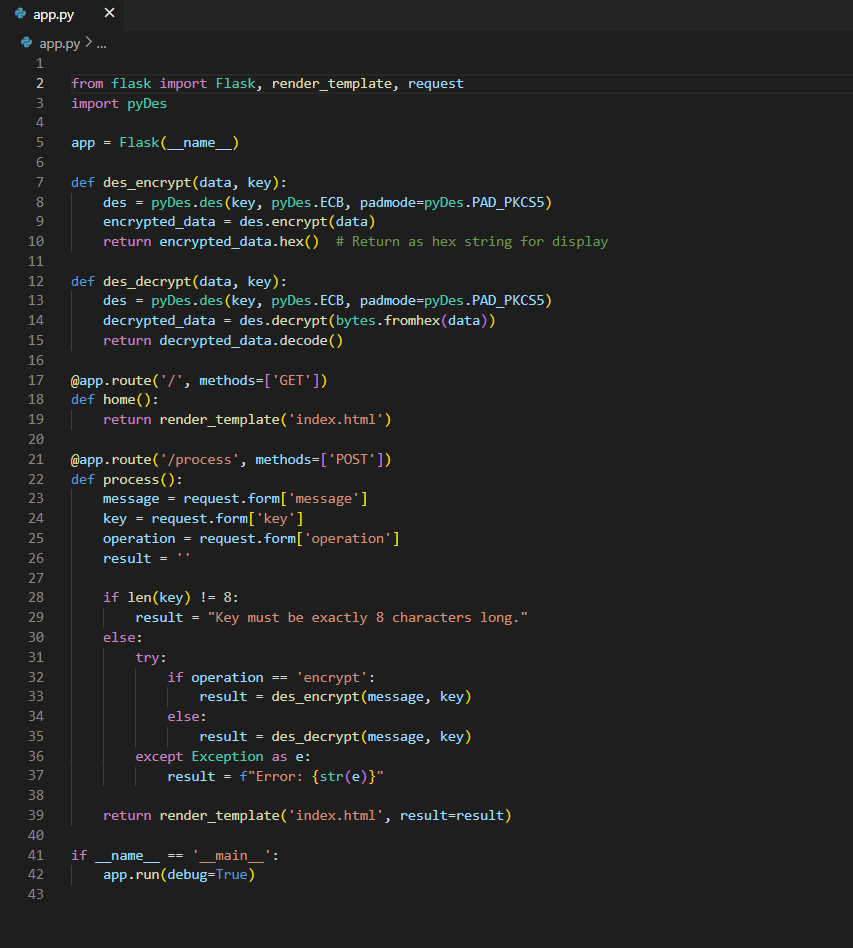 app.py ×
app.py > ...
1
2 from flask import Flask, render_template, request
3 import pyDes
4
5 app = Flask(__name__)
6
7 def des_encrypt(data, key):
8     des = pyDes.des(key, pyDes.ECB, padmode=pyDes.PAD_PKCS5)
9     encrypted_data = des.encrypt(data)
10     return encrypted_data.hex()  # Return as hex string for display
11
12 def des_decrypt(data, key):
13     des = pyDes.des(key, pyDes.ECB, padmode=pyDes.PAD_PKCS5)
14     decrypted_data = des.decrypt(bytes.fromhex(data))
15     return decrypted_data.decode()
16
17 @app.route('/', methods=['GET'])
18 def home():
19     return render_template('index.html')
20
21 @app.route('/process', methods=['POST'])
22 def process():
23     message = request.form['message']
24     key = request.form['key']
25     operation = request.form['operation']
26     result = ''
27
28     if len(key) != 8:
29         result = "Key must be exactly 8 characters long."
30     else:
31         try:
32             if operation == 'encrypt':
33                 result = des_encrypt(message, key)
34             else:
35                 result = des_decrypt(message, key)
36         except Exception as e:
37             result = f"Error: {str(e)}"
38
39     return render_template('index.html', result=result)
40
41 if __name__ == '__main__':
42     app.run(debug=True)
43